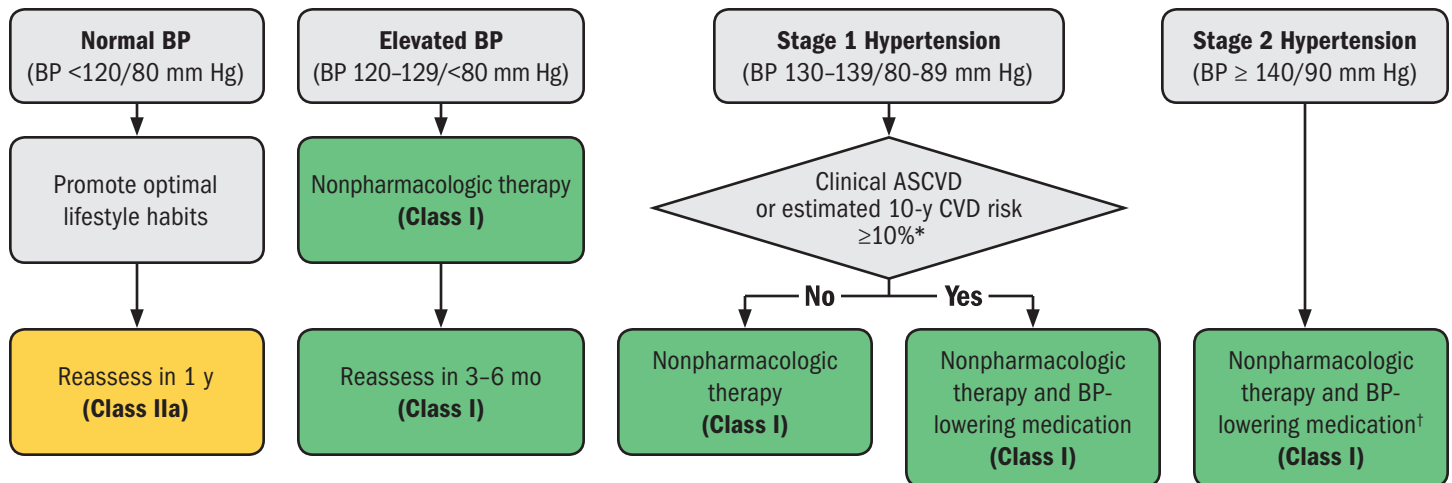 Normal BP
(BP <120/80 mm Hg)
Elevated BP
(BP 120–129/<80 mm Hg)
Stage 1 Hypertension
(BP 130–139/80-89 mm Hg)
Stage 2 Hypertension
(BP ≥ 140/90 mm Hg)
Promote optimal
lifestyle habits
Nonpharmacologic therapy
(Class I)
Clinical ASCVD
or estimated 10-y CVD risk
≥10%*
No
Yes
Reassess in 1 y
(Class IIa)
Reassess in 3–6 mo
(Class I)
Nonpharmacologic
therapy
(Class I)
Nonpharmacologic
therapy and BP-
lowering medication
(Class I)
Nonpharmacologic
therapy and BP-
lowering medication†
(Class I)